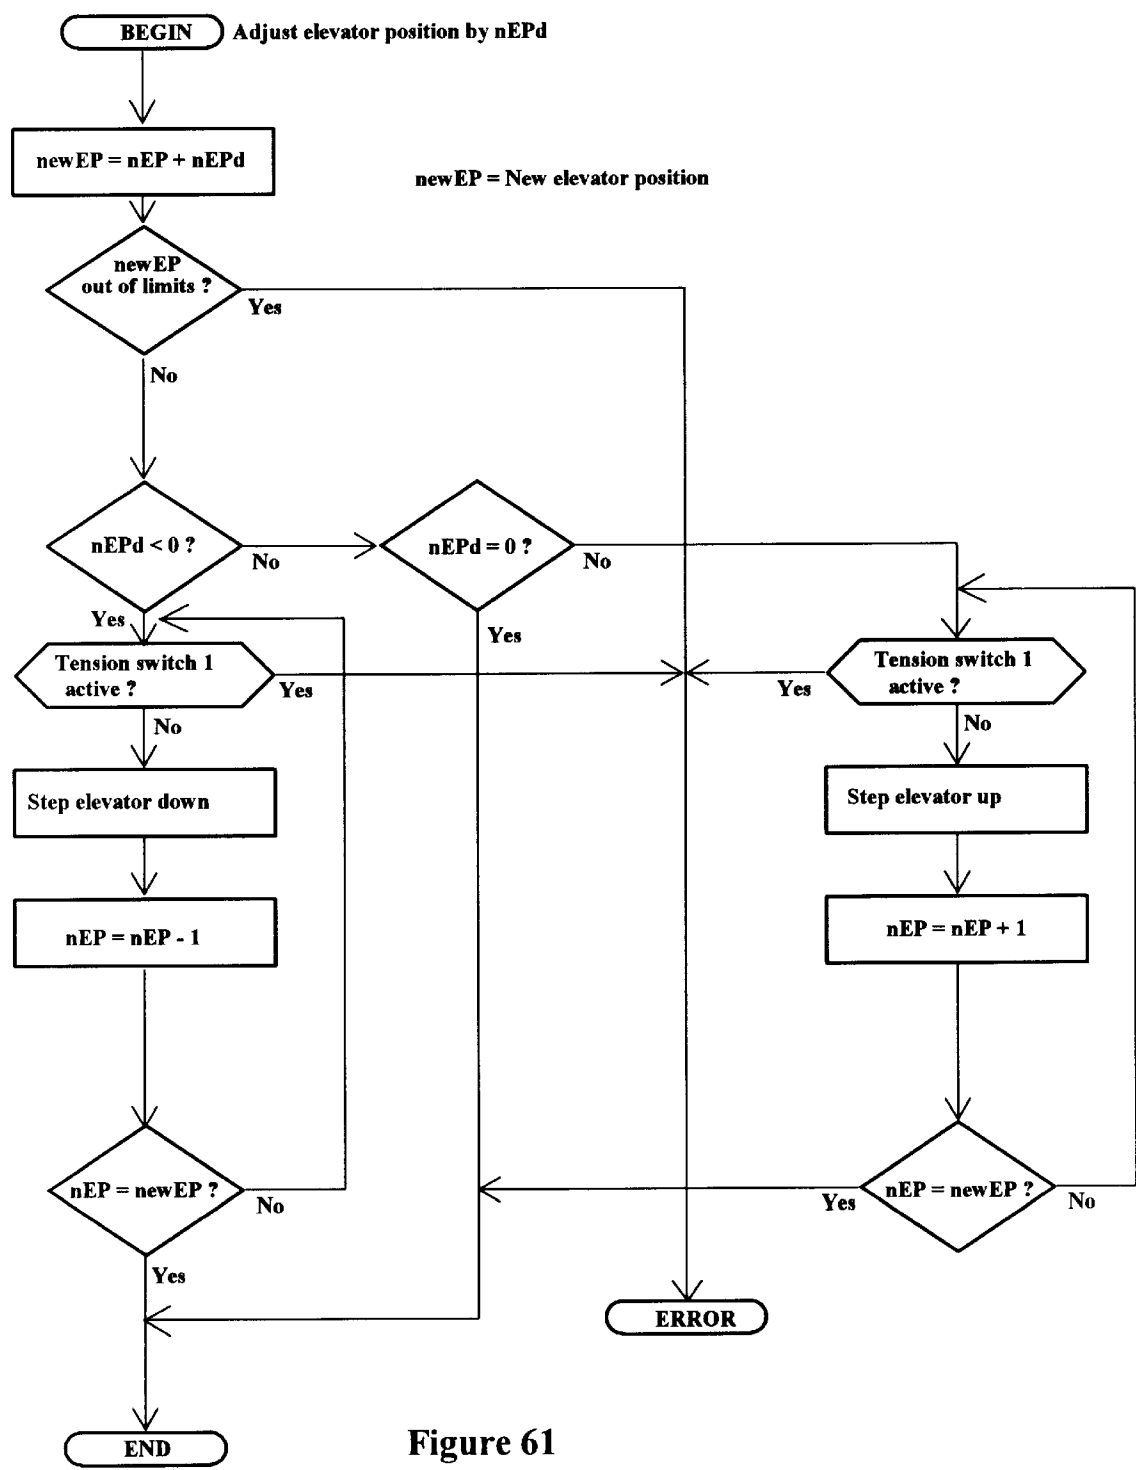 BEGIN
Adjust elevator position by nEPd
newEP = nEP + nEPd
newEP = New elevator position
newEP
out of limits ?
Yes
No
nEPd < 0 ?
No
nEPd = 0 ?
No
Yes
Yes
Tension switch 1
active ?
Yes
Tension switch 1
active ?
Yes
No
No
Step elevator down
Step elevator up
nEP = nEP - 1
nEP = nEP + 1
nEP = newEP ?
No
Yes
nEP = newEP ?
No
Yes
ERROR
END
Figure 61